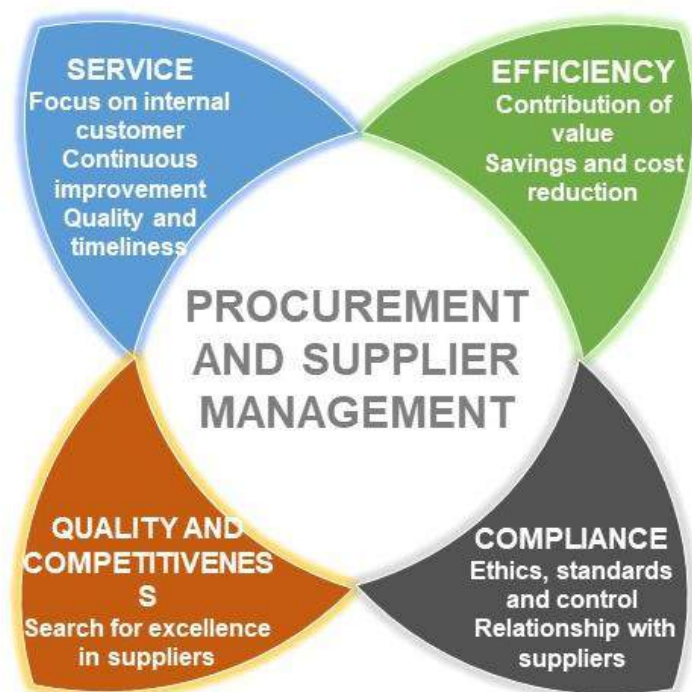 SERVICE
Focus on internal
customer
Continuous
improvement
Quality and
timeliness
EFFICIENCY
Contribution of
value
Savings and cost
reduction
PROCUREMENT
AND SUPPLIER
MANAGEMENT
QUALITY AND
COMPETITIVENES
S
Search for excellence
in suppliers
COMPLIANCE
Ethics, standards
and control
Relationship with
suppliers